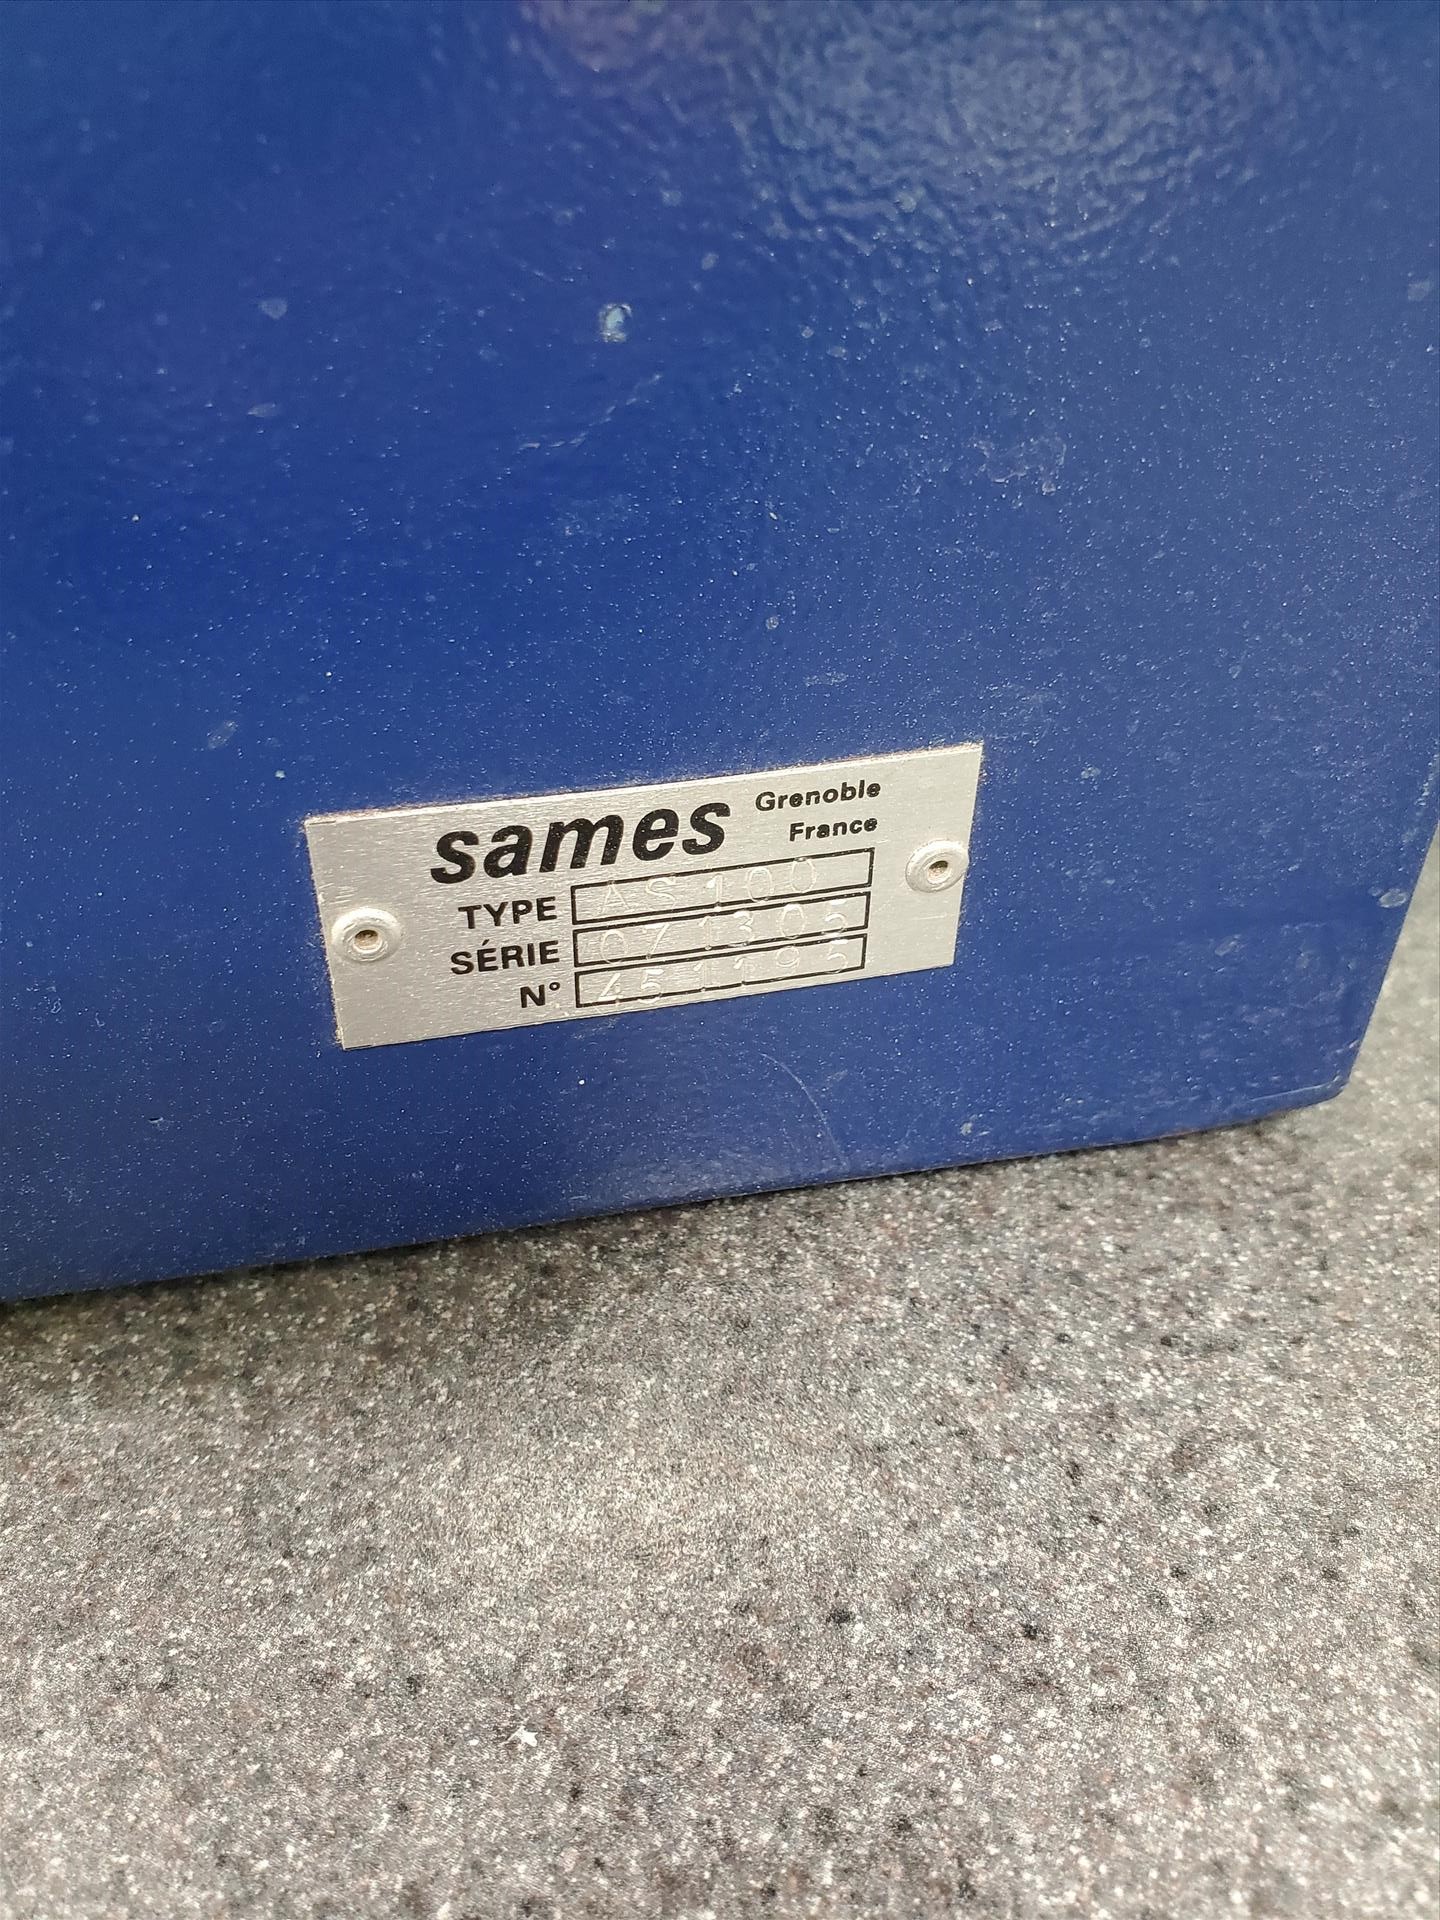 sames Grenoble
France
TYPE AS 100
SÉRIE 071305
N° 451195